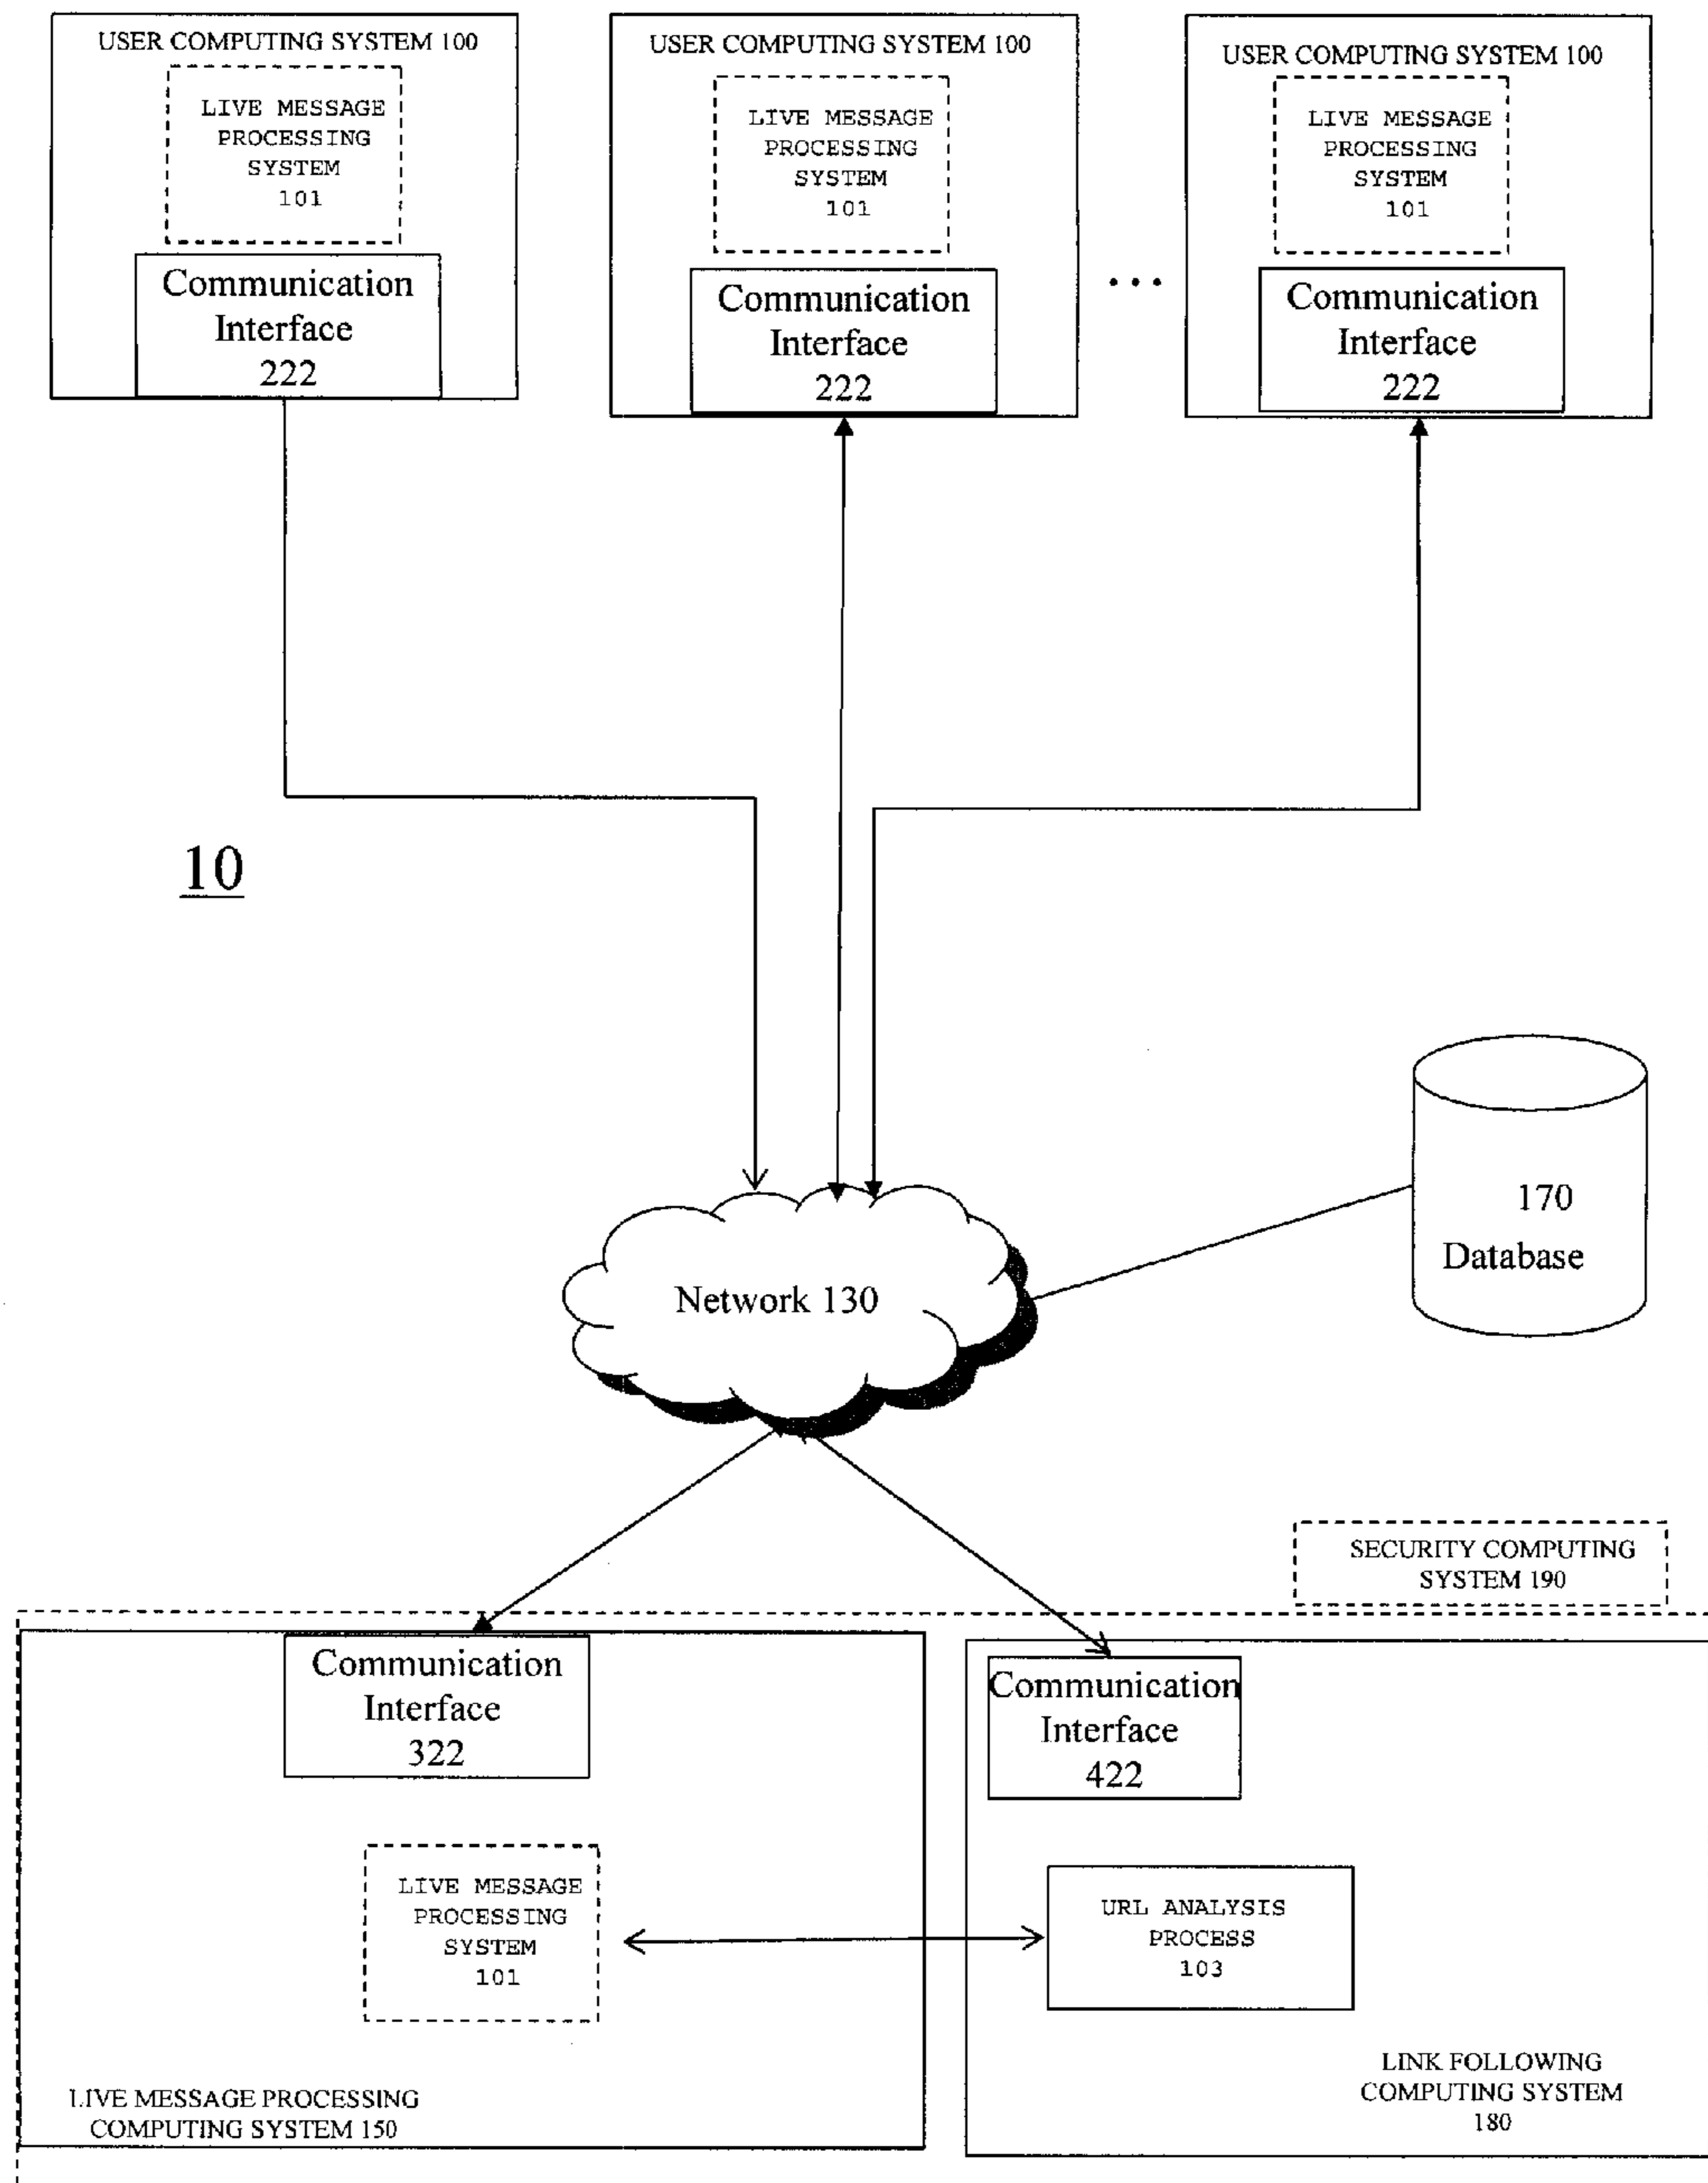 USER COMPUTING SYSTEM 100
LIVE MESSAGE
PROCESSING
SYSTEM
101
Communication
Interface
222
USER COMPUTING SYSTEM 100
LIVE MESSAGE
PROCESSING
SYSTEM
101
Communication
Interface
222
...
USER COMPUTING SYSTEM 100
LIVE MESSAGE
PROCESSING
SYSTEM
101
Communication
Interface
222
10
170
Database
Network 130
SECURITY COMPUTING
SYSTEM 190
Communication
Interface
322
LIVE MESSAGE
PROCESSING
SYSTEM
101
LIVE MESSAGE PROCESSING
COMPUTING SYSTEM 150
Communication
Interface
422
URL ANALYSIS
PROCESS
103
LINK FOLLOWING
COMPUTING SYSTEM
180